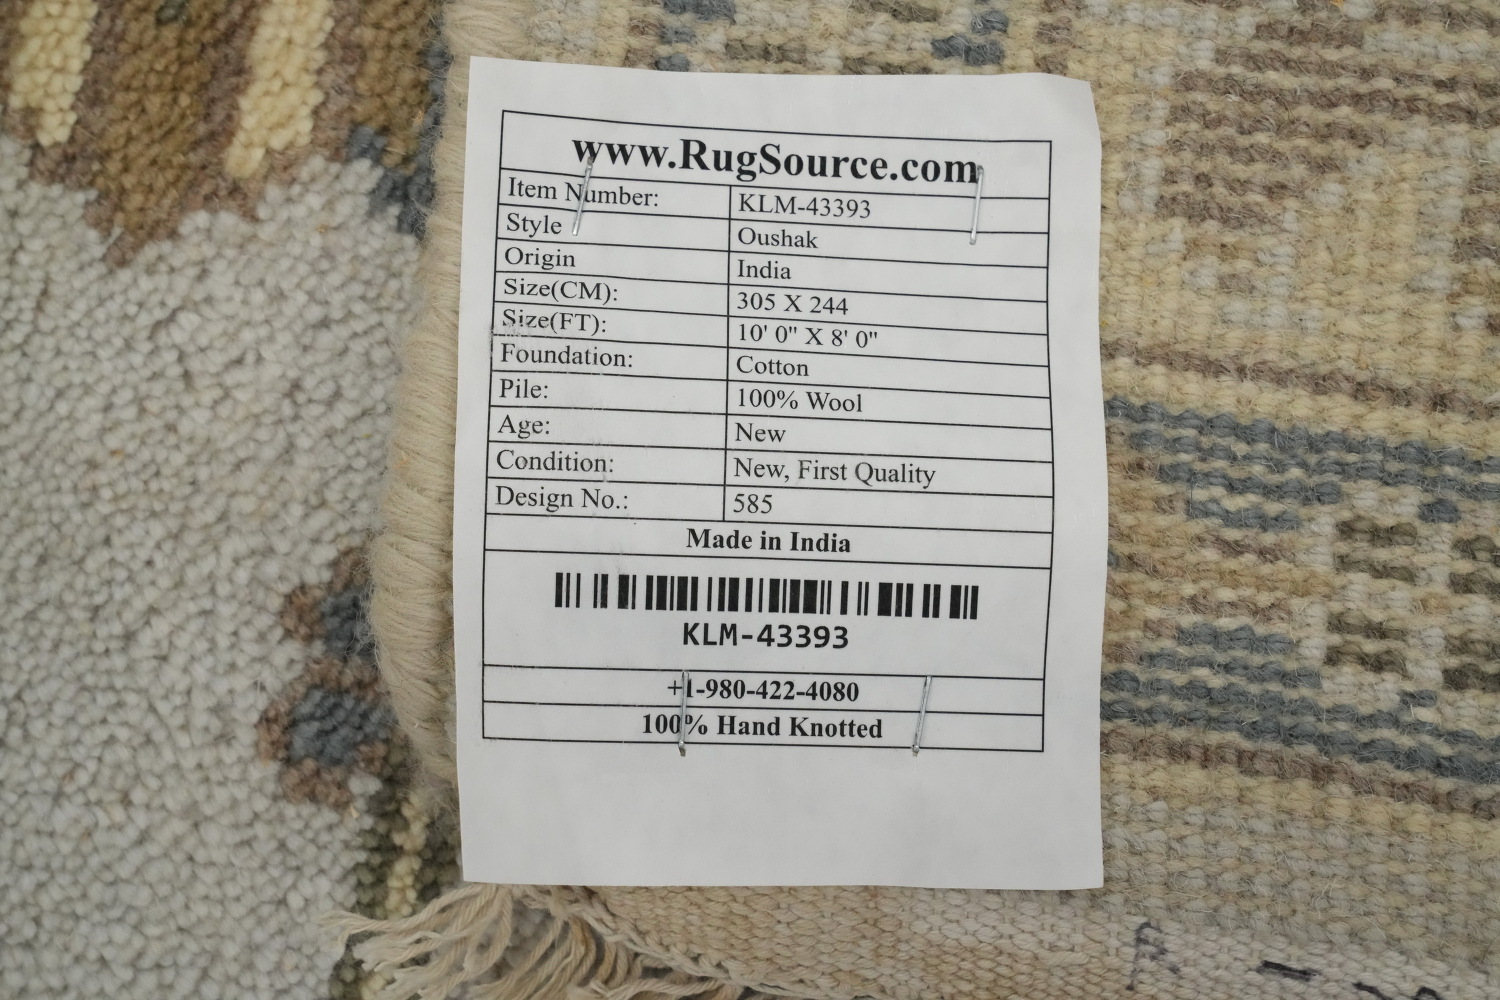 www.RugSource.com
Item Number: KLM-43393
Style Oushak
Origin India
Size(CM): 305 X 244
Size(FT): 10' 0" X 8' 0"
Foundation: Cotton
Pile: 100% Wool
Age: New
Condition: New, First Quality
Design No.: 585
Made in India
KLM-43393
+1-980-422-4080
100% Hand Knotted